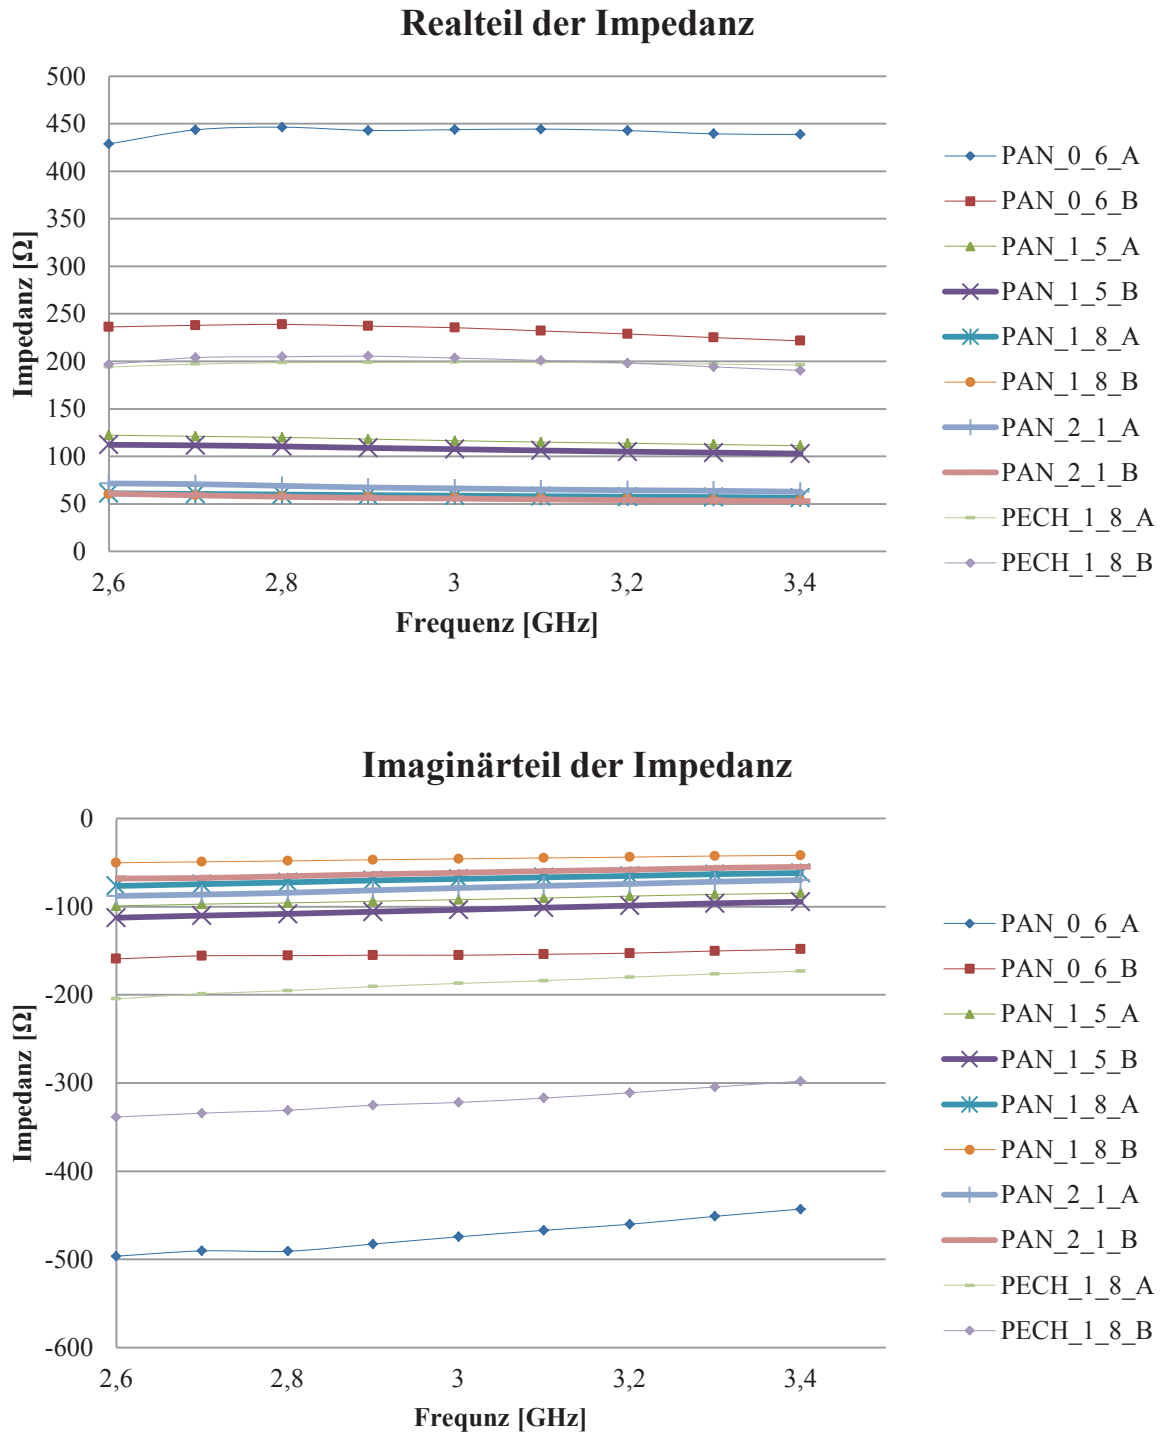 Realteil der Impedanz
500
450
400
350
300
250
200
150
100
50
0
Impedanz [Ω]
2,6
2,8
3
3,2
3,4
Frequenz [GHz]
PAN_0_6_A
PAN_0_6_B
PAN_1_5_A
PAN_1_5_B
PAN_1_8_A
PAN_1_8_B
PAN_2_1_A
PAN_2_1_B
PECH_1_8_A
PECH_1_8_B
Imaginärteil der Impedanz
0
-100
-200
-300
-400
-500
-600
Impedanz [Ω]
2,6
2,8
3
3,2
3,4
Frequnz [GHz]
PAN_0_6_A
PAN_0_6_B
PAN_1_5_A
PAN_1_5_B
PAN_1_8_A
PAN_1_8_B
PAN_2_1_A
PAN_2_1_B
PECH_1_8_A
PECH_1_8_B